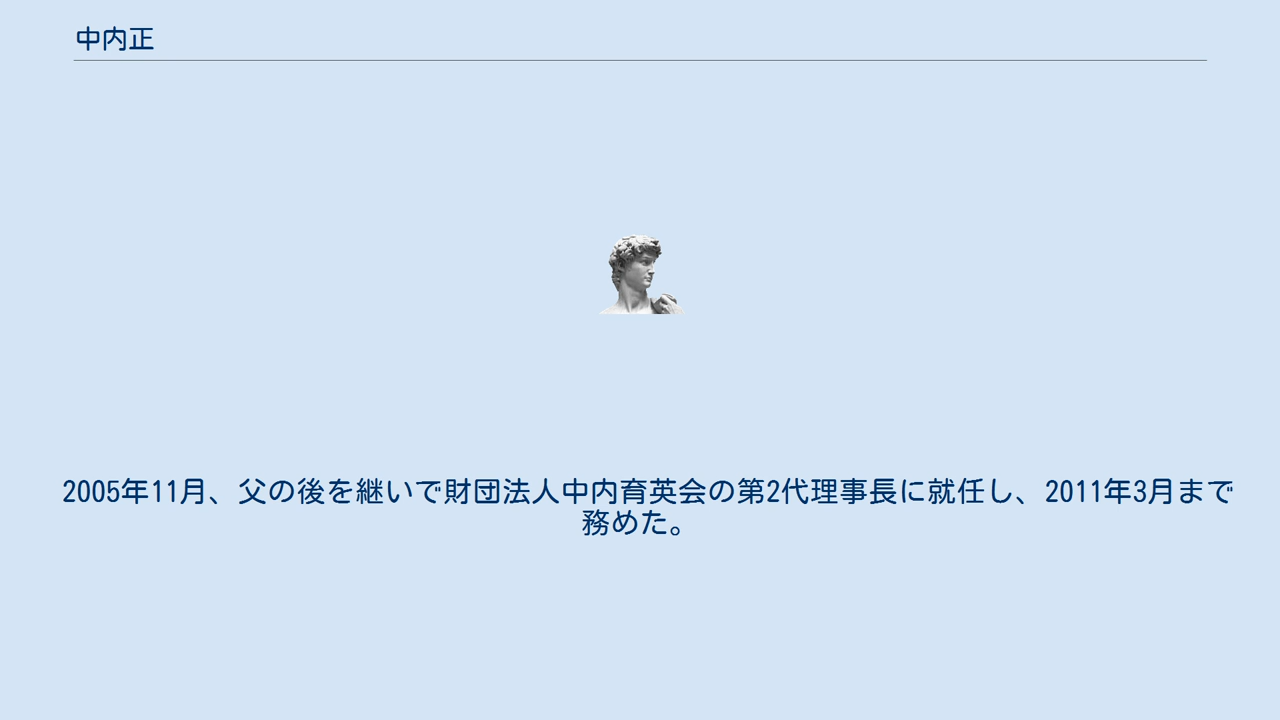 中内正
2005年11月、父の後を継いで財団法人中内育英会の第2代理事長に就任し、2011年3月まで
務めた。